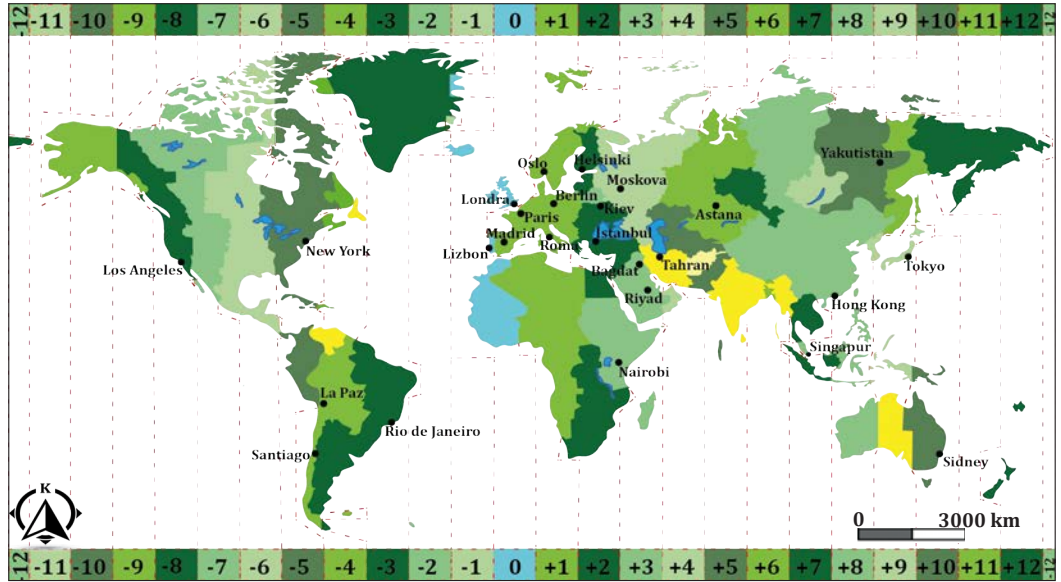 -12 -11 -10 -9 -8 -7 -6 -5 -4 -3 -2 -1 0 +1 +2 +3 +4 +5 +6 +7 +8 +9 +10 +11 +12 -12
Oslo
Helsinki
Yakutistan
Moskova
Londra
Berlin
Paris
Kiev
Astana
Madrid
Roma
İstanbul
Lizbon
New York
Los Angeles
Bağdat
Tahran
Tokyo
Riyad
Hong Kong
Singapur
Nairobi
La Paz
Rio de Janeiro
Santiago
Sidney
K
0 3000 km
-12 -11 -10 -9 -8 -7 -6 -5 -4 -3 -2 -1 0 +1 +2 +3 +4 +5 +6 +7 +8 +9 +10 +11 +12 -12